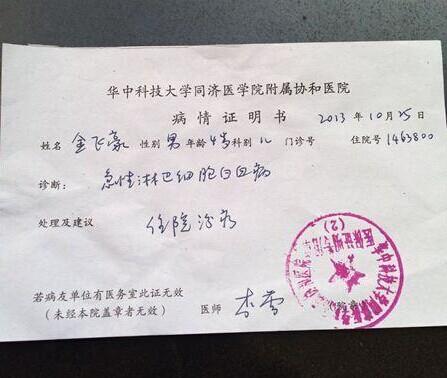 华中科技大学同济医学院附属协和医院
病情证明书 2013年10月25日
姓名 金飞豪 性别 男 年龄 4岁 科别 儿 门诊号 住院号 1463800
诊断: 急性淋巴细胞白血病
处理及建议 住院治疗
若病友单位有医务室此证无效
(未经本院盖章者无效) 医师 李雪
(2)